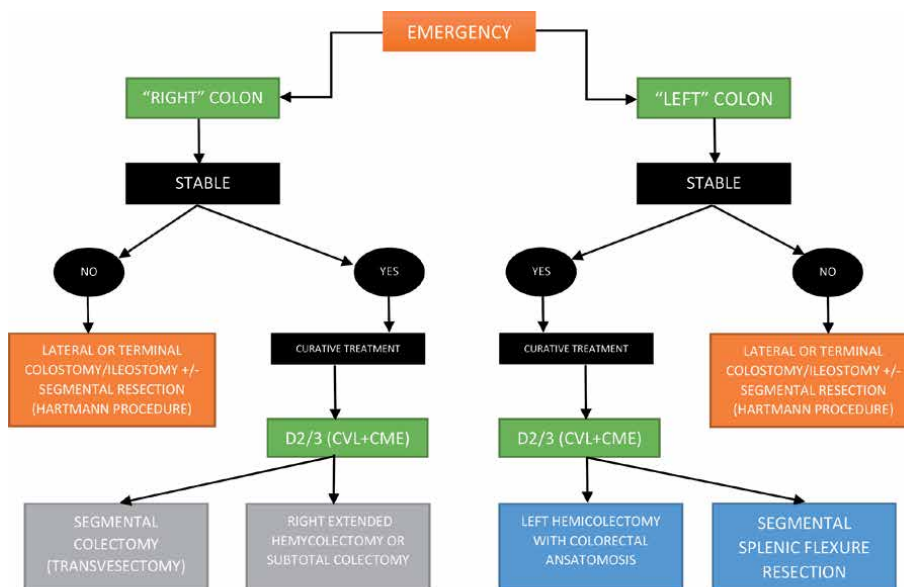 EMERGENCY
"RIGHT" COLON
"LEFT" COLON
STABLE
STABLE
NO
YES
YES
NO
LATERAL OR TERMINAL
COLOSTOMY/ILEOSTOMY +/-
SEGMENTAL RESECTION
(HARTMANN PROCEDURE)
CURATIVE TREATMENT
CURATIVE TREATMENT
LATERAL OR TERMINAL
COLOSTOMY/ILEOSTOMY +/-
SEGMENTAL RESECTION
(HARTMANN PROCEDURE)
D2/3 (CVL+CME)
D2/3 (CVL+CME)
SEGMENTAL
COLECTOMY
(TRANSVESECTOMY)
RIGHT EXTENDED
HEMYCOLECTOMY OR
SUBTOTAL COLECTOMY
LEFT HEMICOLECTOMY
WITH COLORECTAL
ANSATOMOSIS
SEGMENTAL
SPLENIC FLEXURE
RESECTION